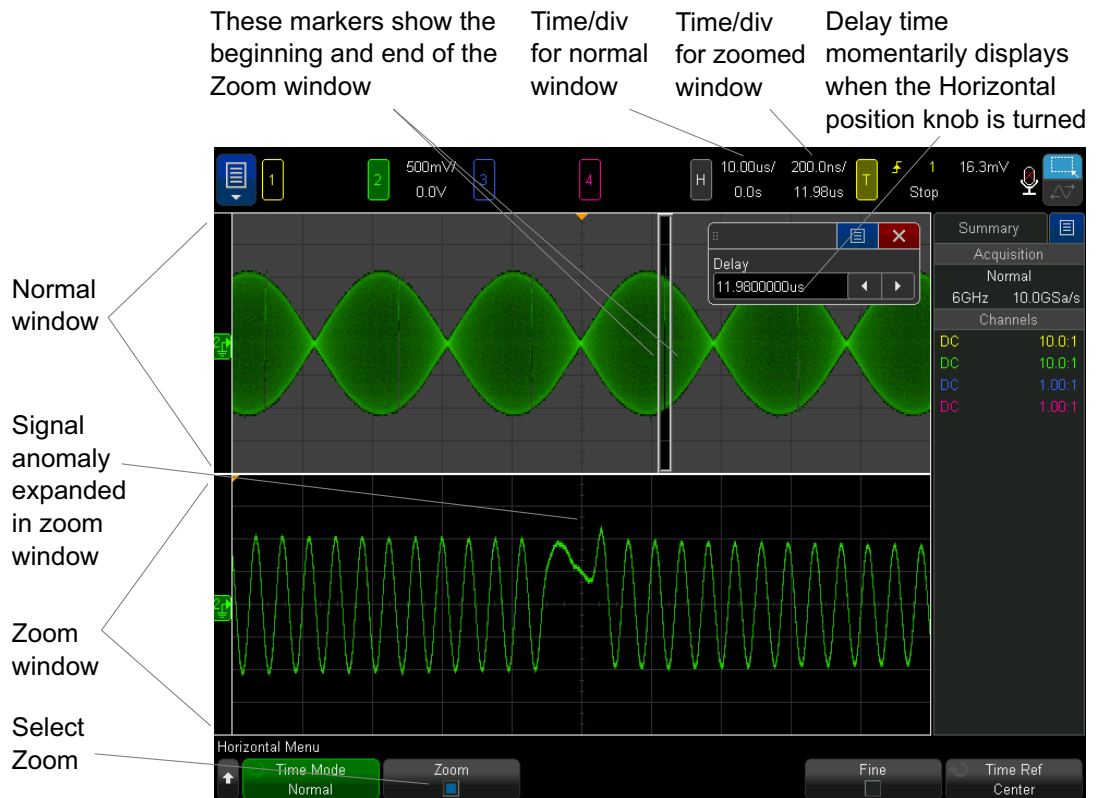 These markers show the
beginning and end of the
Zoom window
Time/div
for normal
window
Time/div
for zoomed
window
Delay time
momentarily displays
when the Horizontal
position knob is turned
1
2
500mV/
0.0V
3
4
H
10.00us/
0.0s
200.0ns/
11.98us
T
1
Stop
16.3mV
Normal
window
Signal
anomaly
expanded
in zoom
window
Zoom
window
Select
Zoom
Delay
11.9800000us
Summary
Acquisition
Normal
6GHz 10.0GSa/s
Channels
DC 10.0:1
DC 10.0:1
DC 1.00:1
DC 1.00:1
2
2
Horizontal Menu
Time Mode
Normal
Zoom
Fine
Time Ref
Center